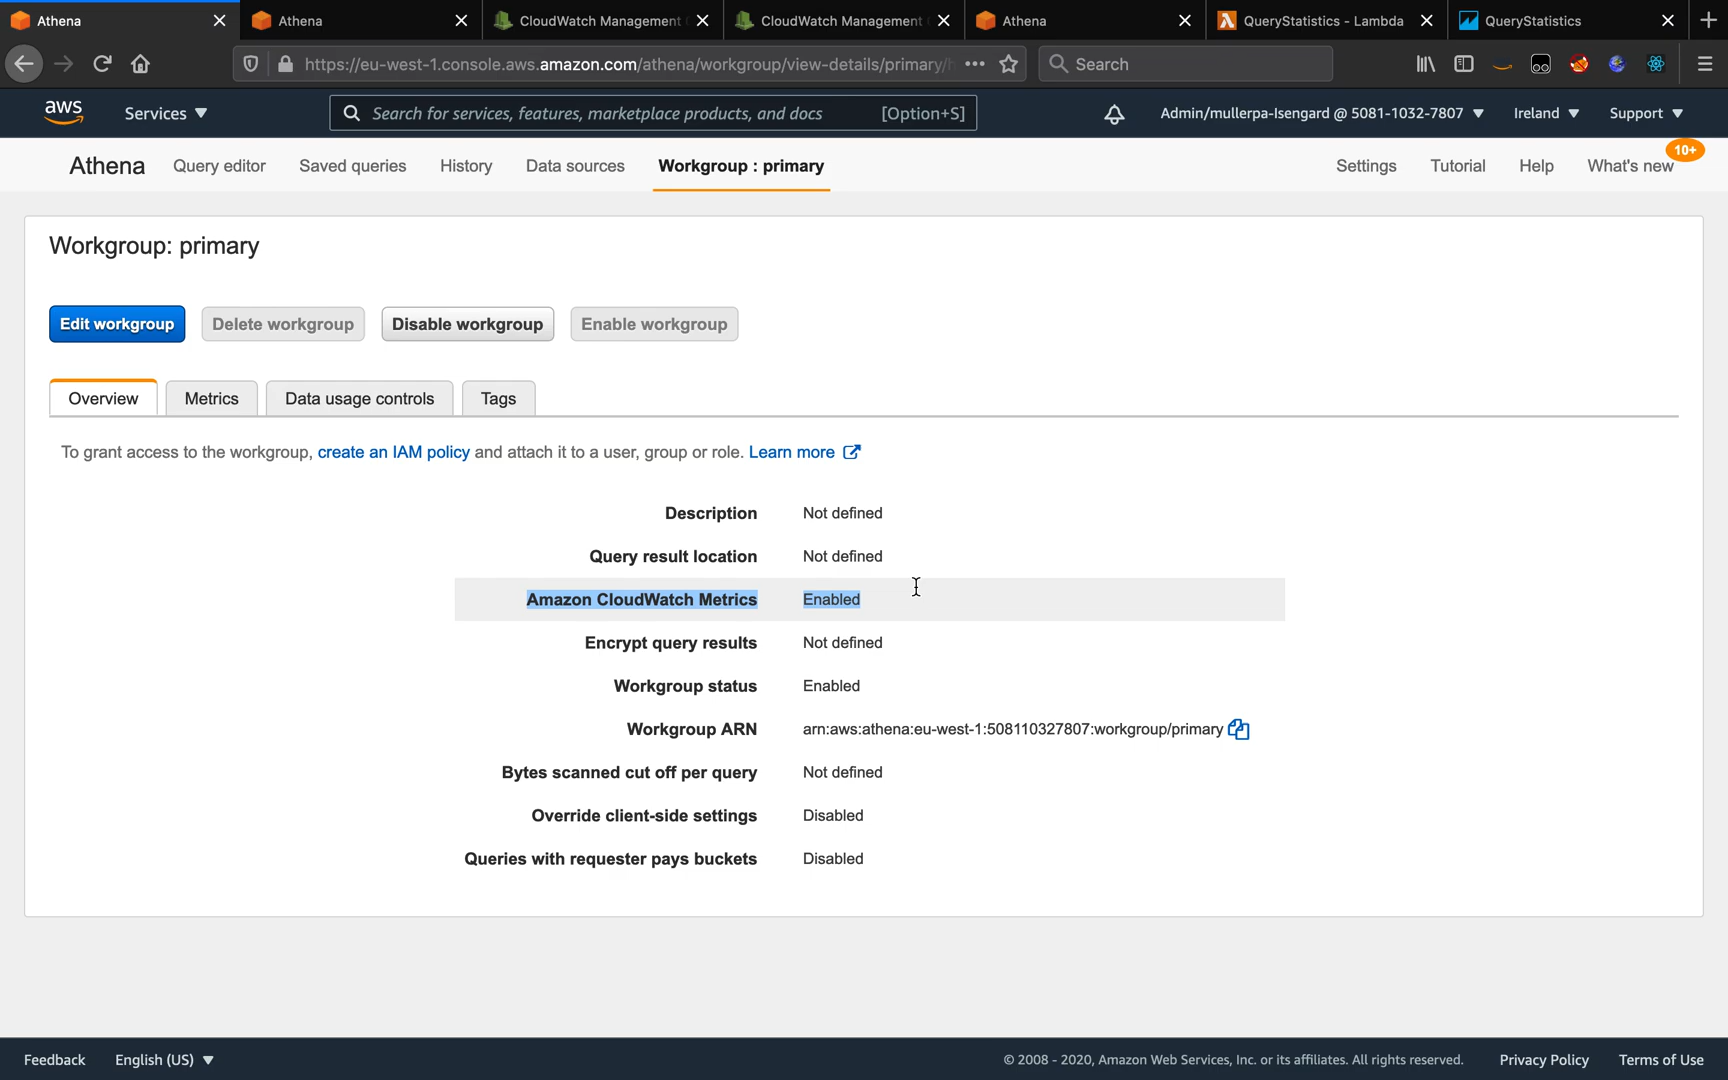 Athena
Athena
CloudWatch Management
CloudWatch Management
Athena
QueryStatistics - Lambda
QueryStatistics
https://eu-west-1.console.aws.amazon.com/athena/workgroup/view-details/primary/
Search
aws
Services
Search for services, features, marketplace products, and docs
[Option+S]
Admin/mullerpa-Isengard @ 5081-1032-7807
Ireland
Support
Athena
Query editor
Saved queries
History
Data sources
Workgroup : primary
Settings
Tutorial
Help
What's new
10+
Workgroup: primary
Edit workgroup
Delete workgroup
Disable workgroup
Enable workgroup
Overview
Metrics
Data usage controls
Tags
To grant access to the workgroup, create an IAM policy and attach it to a user, group or role. Learn more
Description Not defined
Query result location Not defined
Amazon CloudWatch Metrics Enabled
Encrypt query results Not defined
Workgroup status Enabled
Workgroup ARN arn:aws:athena:eu-west-1:508110327807:workgroup/primary
Bytes scanned cut off per query Not defined
Override client-side settings Disabled
Queries with requester pays buckets Disabled
Feedback
English (US)
© 2008 - 2020, Amazon Web Services, Inc. or its affiliates. All rights reserved.
Privacy Policy
Terms of Use